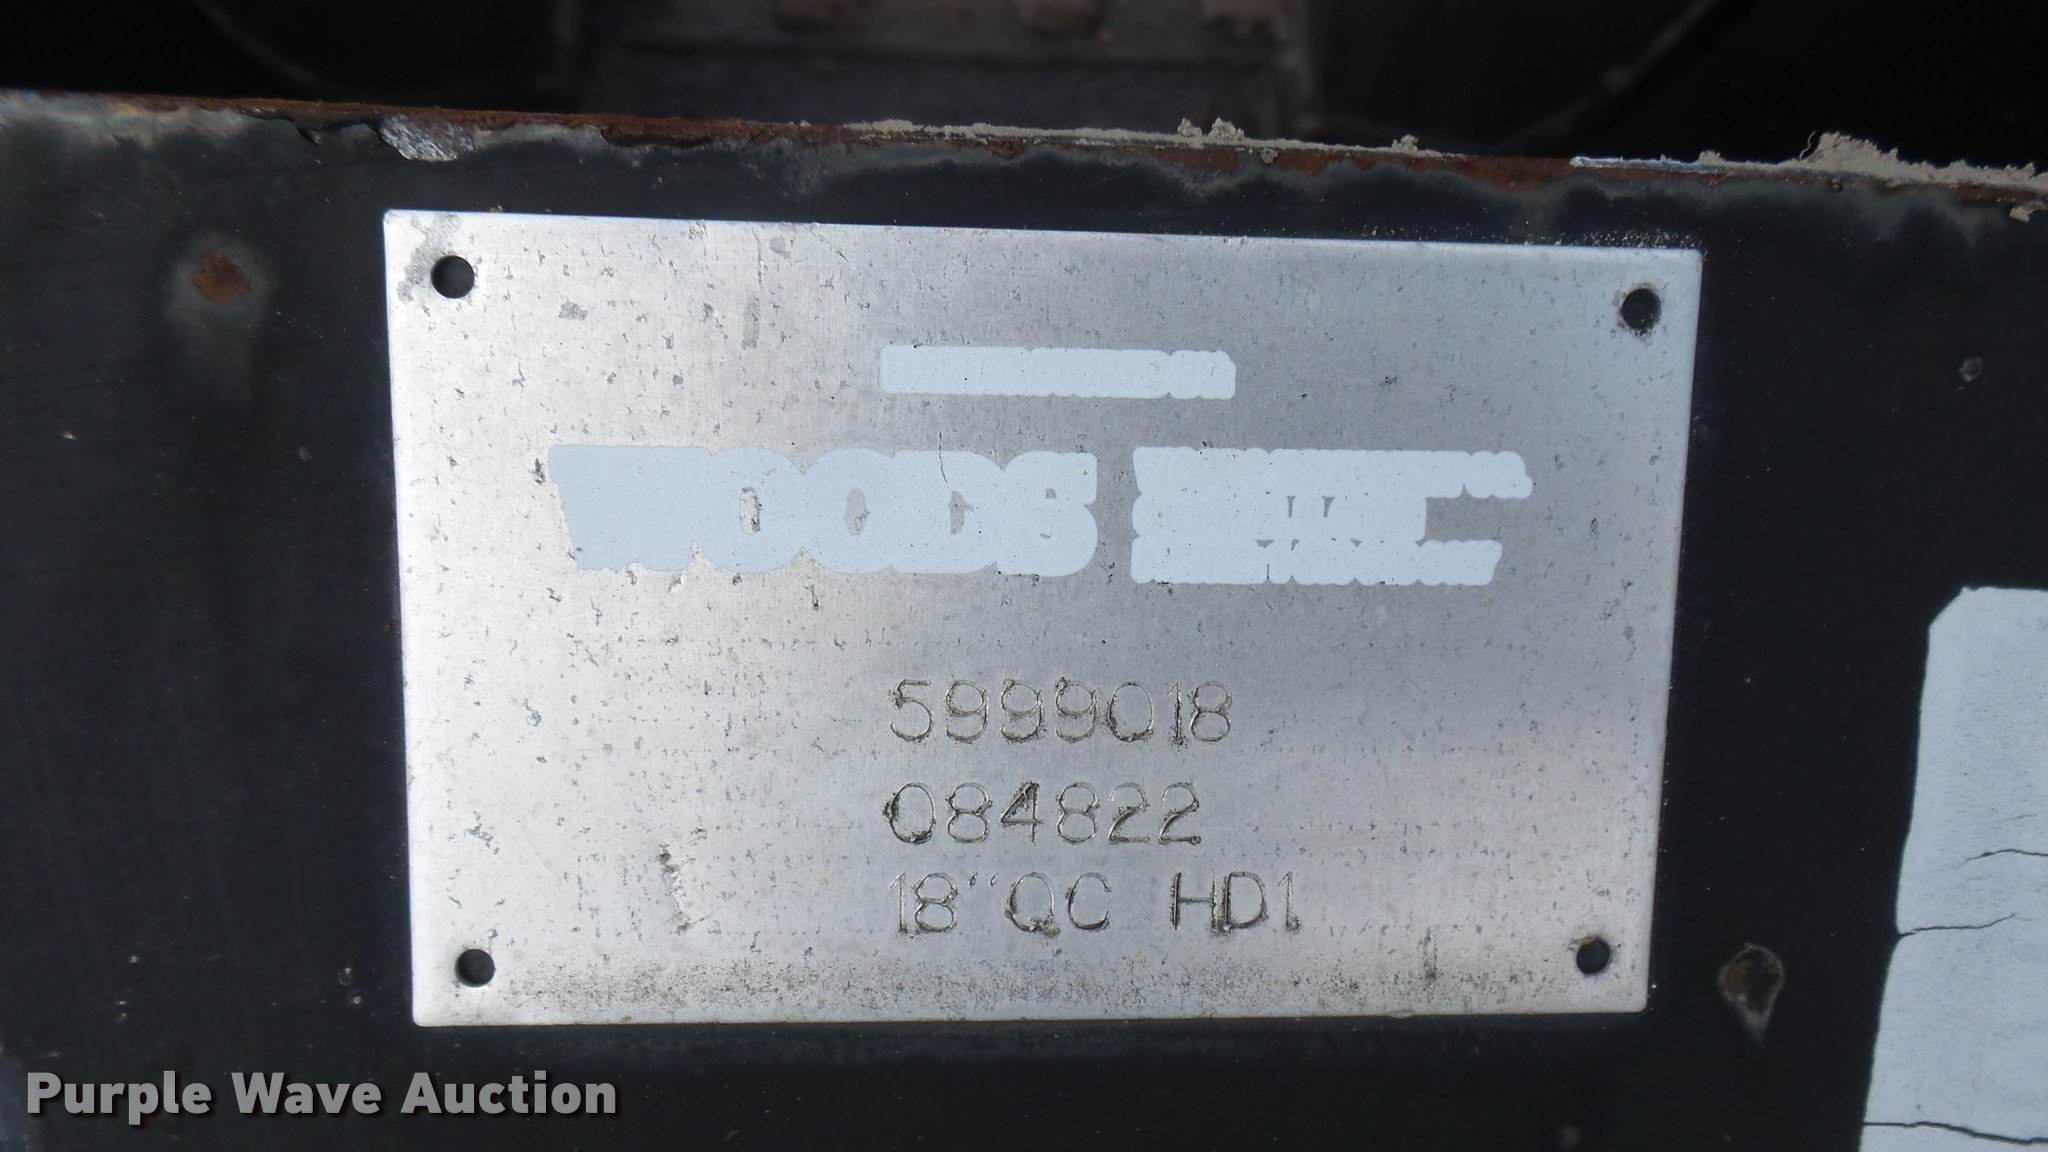 WOODS
5999018
084822
18"QC HD1
Purple Wave Auction